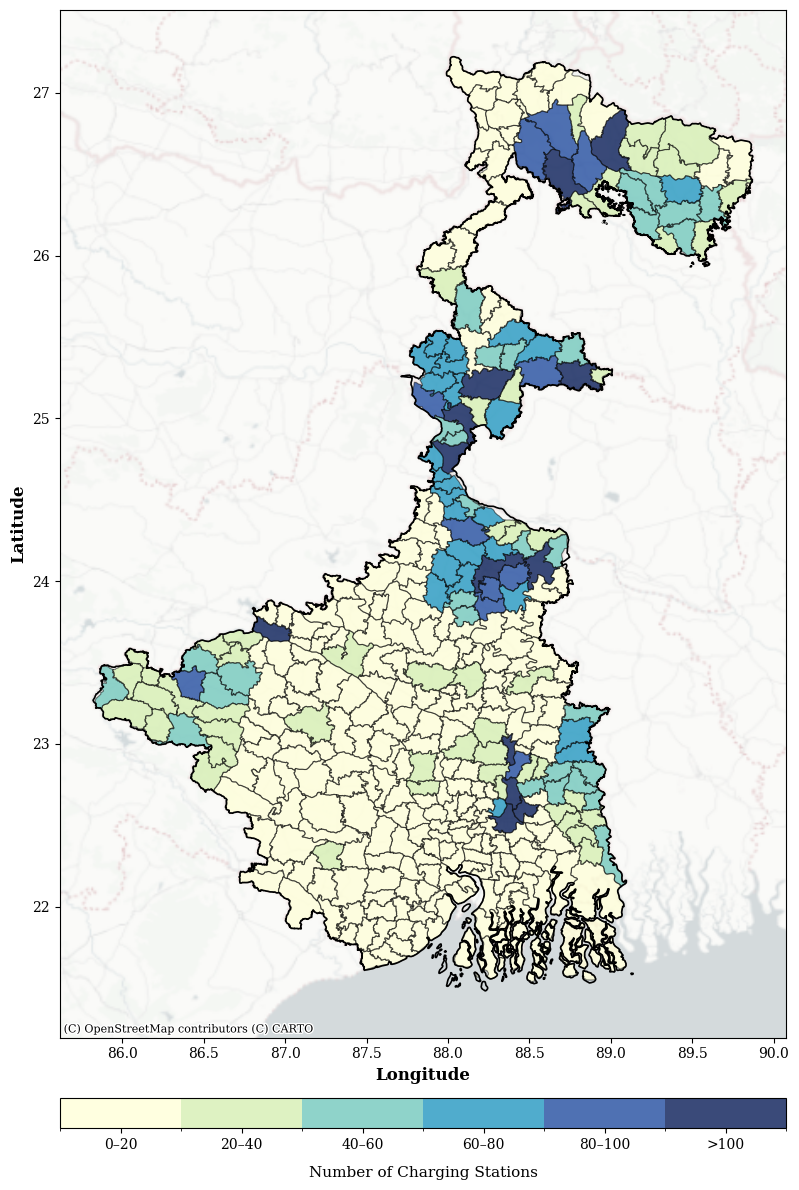 27
26
25
24
23
22
Latitude
(C) OpenStreetMap contributors (C) CARTO
86.0 86.5 87.0 87.5 88.0 88.5 89.0 89.5 90.0
Longitude
0–20 20–40 40–60 60–80 80–100 >100
Number of Charging Stations